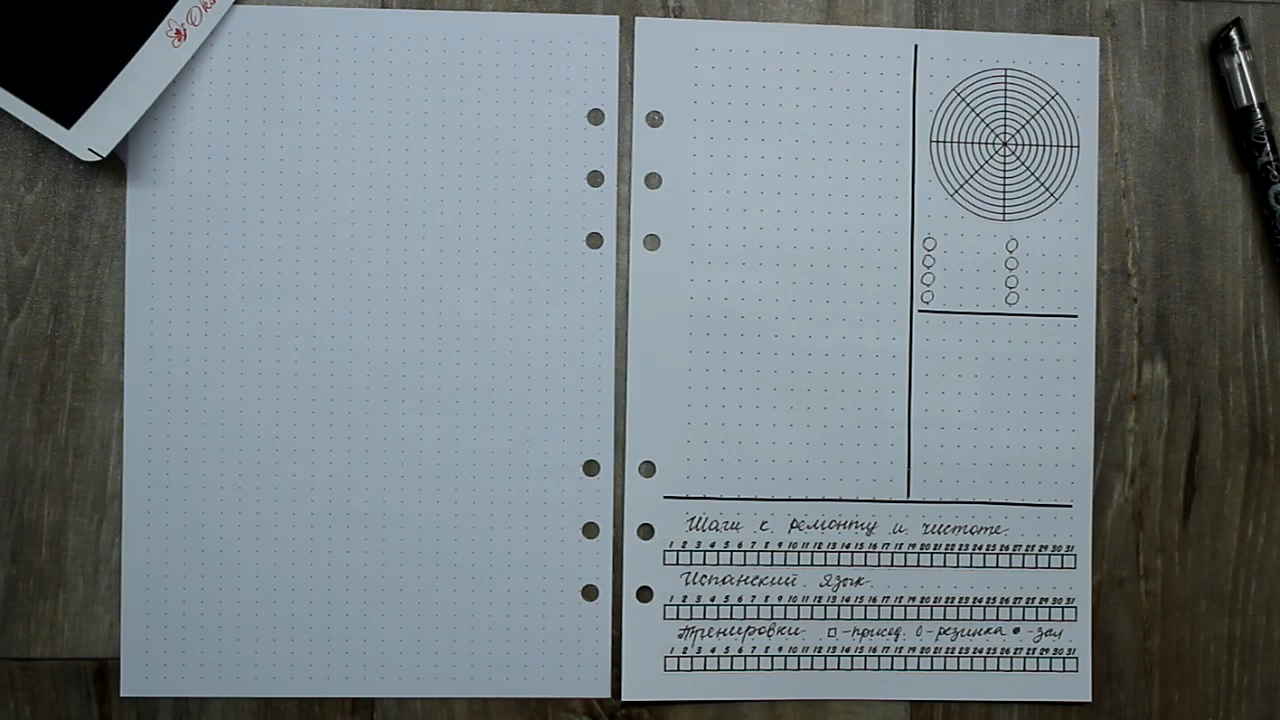 Шаги к ремонту и чистоте.
1 2 3 4 5 6 7 8 9 10 11 12 13 14 15 16 17 18 19 20 21 22 23 24 25 26 27 28 29 30 31
Испанский язык.
1 2 3 4 5 6 7 8 9 10 11 12 13 14 15 16 17 18 19 20 21 22 23 24 25 26 27 28 29 30 31
Тренировки □-присед. 0-резинка •-зал
1 2 3 4 5 6 7 8 9 10 11 12 13 14 15 16 17 18 19 20 21 22 23 24 25 26 27 28 29 30 31